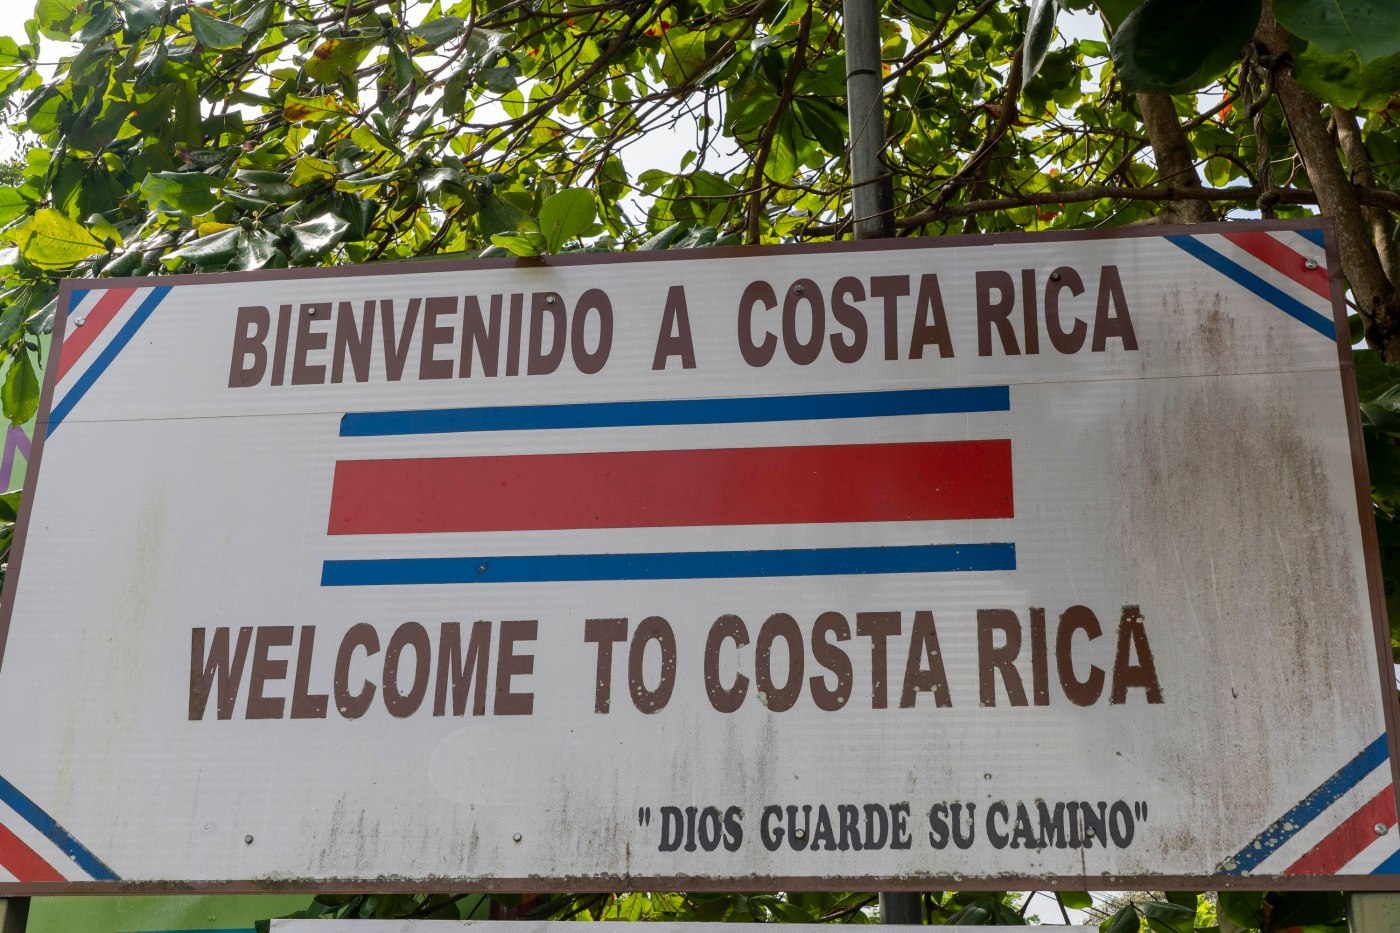 BIENVENIDO A COSTA RICA
WELCOME TO COSTA RICA
"DIOS GUARDE SU CAMINO"